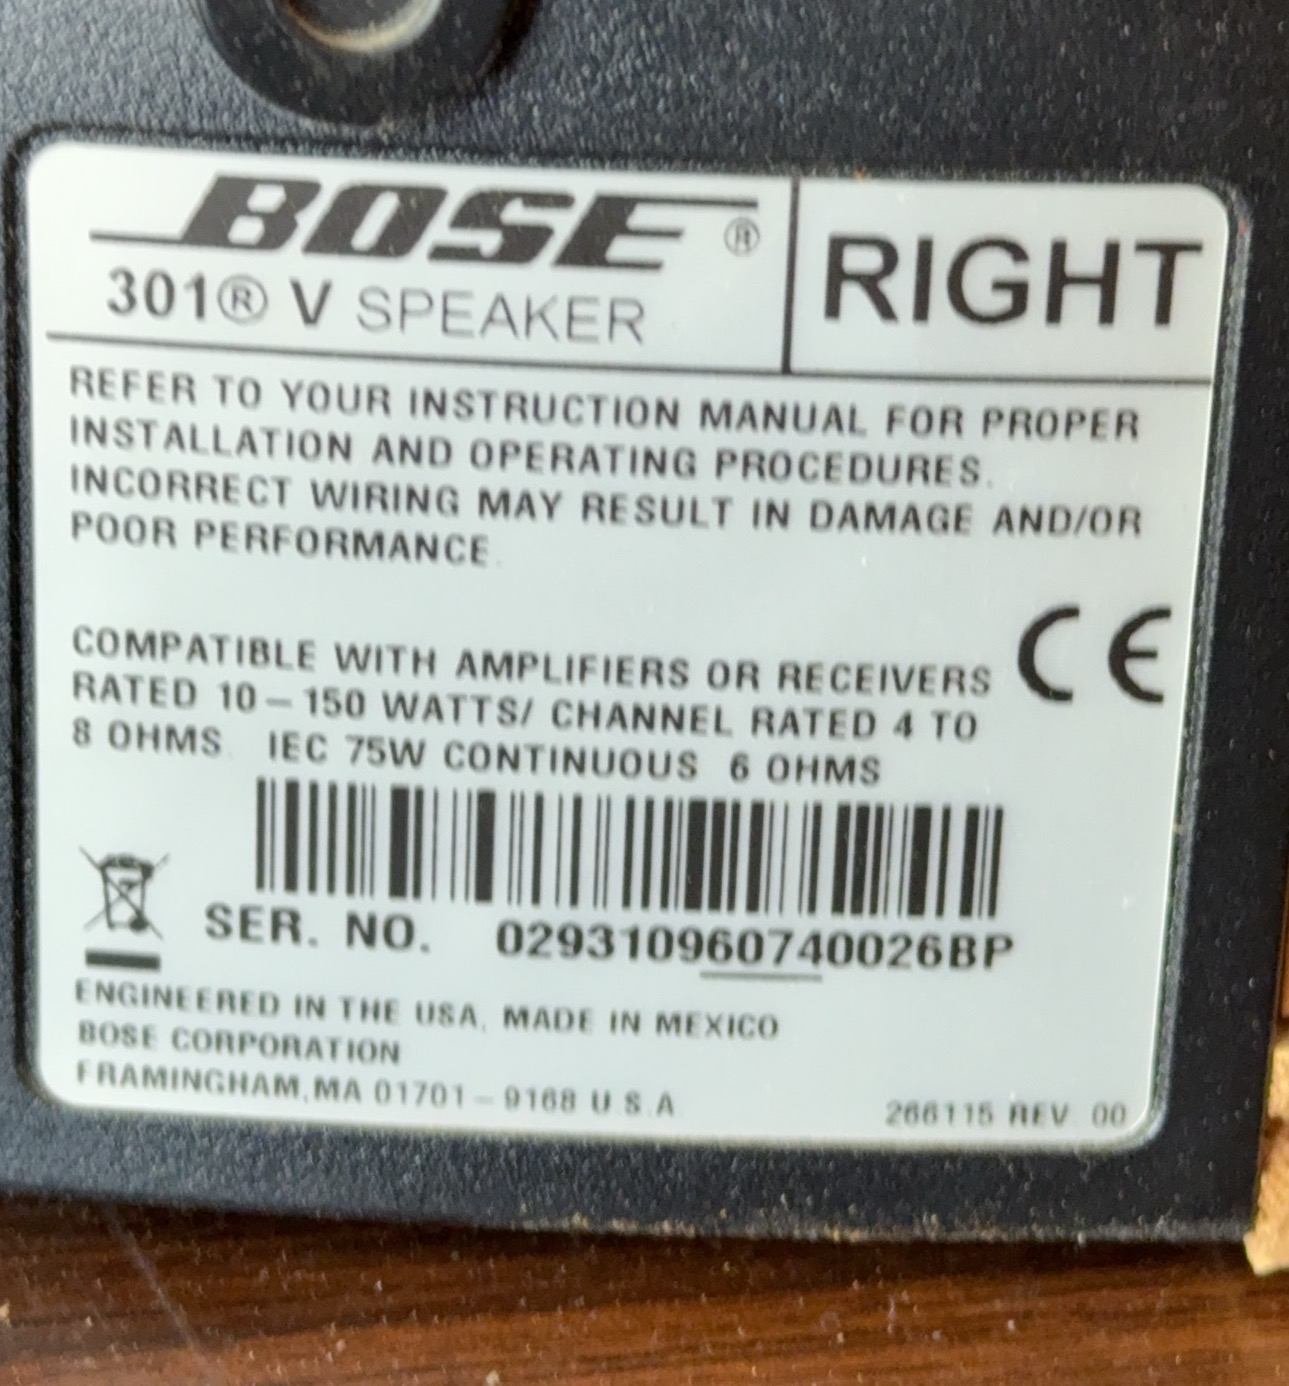 BOSE®
301® V SPEAKER
RIGHT
REFER TO YOUR INSTRUCTION MANUAL FOR PROPER
INSTALLATION AND OPERATING PROCEDURES.
INCORRECT WIRING MAY RESULT IN DAMAGE AND/OR
POOR PERFORMANCE.
CE
COMPATIBLE WITH AMPLIFIERS OR RECEIVERS
RATED 10–150 WATTS/ CHANNEL RATED 4 TO
8 OHMS. IEC 75W CONTINUOUS 6 OHMS
SER. NO. 029310960740026BP
ENGINEERED IN THE USA, MADE IN MEXICO
BOSE CORPORATION
FRAMINGHAM,MA 01701–9168 U.S.A.
266115 REV. 00